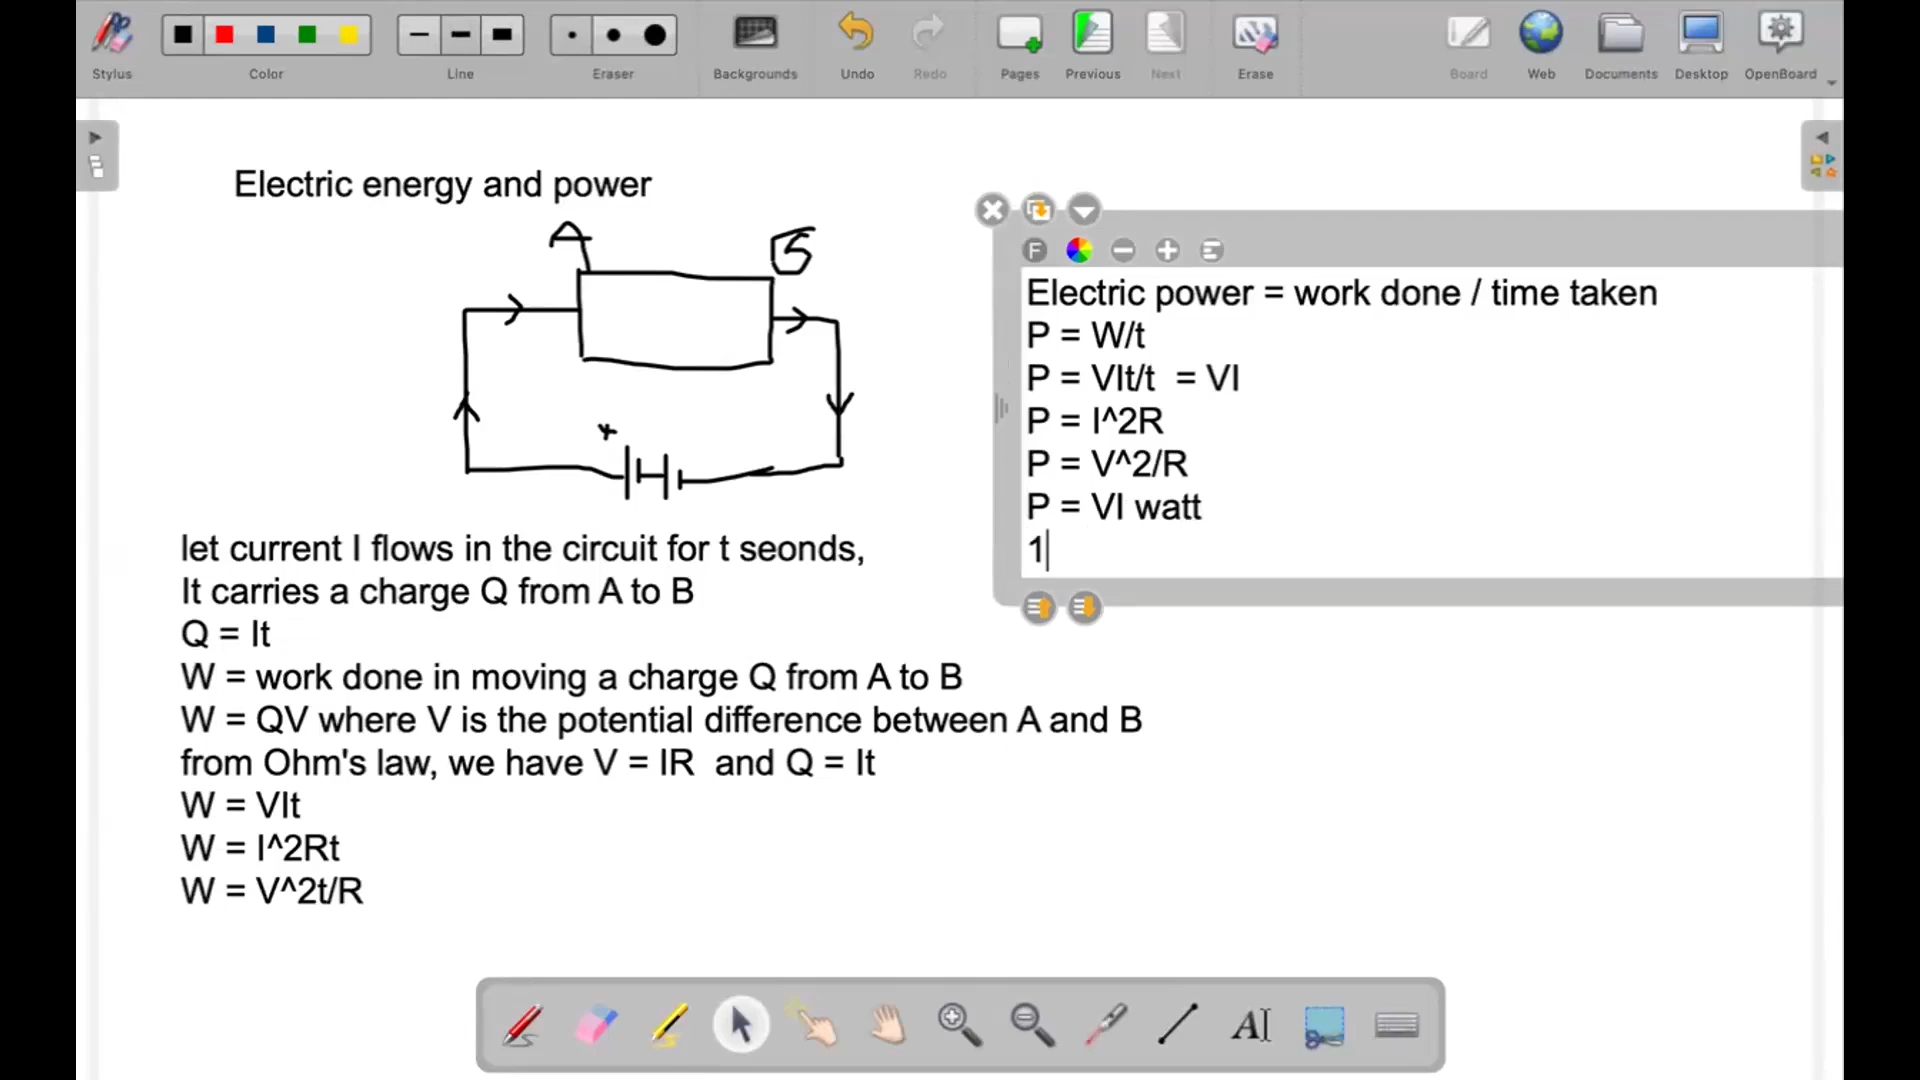 Stylus
Color
Line
Eraser
Backgrounds
Undo
Redo
Pages
Previous
Next
Erase
Board
Web
Documents
Desktop
OpenBoard
Electric energy and power
A
B
+
let current I flows in the circuit for t seonds,
It carries a charge Q from A to B
Q = It
W = work done in moving a charge Q from A to B
W = QV where V is the potential difference between A and B
from Ohm's law, we have V = IR and Q = It
W = VIt
W = I^2Rt
W = V^2t/R
F
Electric power = work done / time taken
P = W/t
P = VIt/t = VI
P = I^2R
P = V^2/R
P = VI watt
1
AI